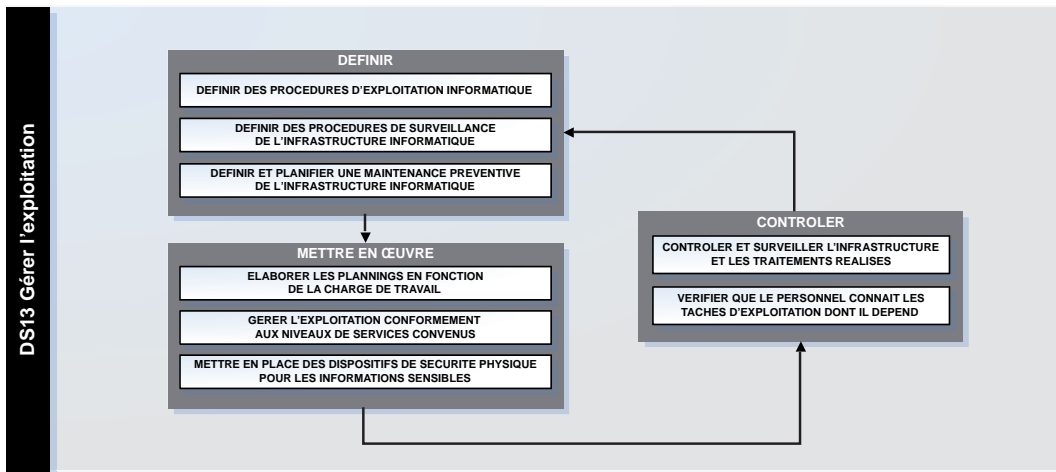 DS13 Gérer l'exploitation
DEFINIR
DEFINIR DES PROCEDURES D'EXPLOITATION INFORMATIQUE
DEFINIR DES PROCEDURES DE SURVEILLANCE
DE L'INFRASTRUCTURE INFORMATIQUE
DEFINIR ET PLANIFIER UNE MAINTENANCE PREVENTIVE
DE L'INFRASTRUCTURE INFORMATIQUE
METTRE EN ŒUVRE
ELABORER LES PLANNINGS EN FONCTION
DE LA CHARGE DE TRAVAIL
GERER L'EXPLOITATION CONFORMEMENT
AUX NIVEAUX DE SERVICES CONVENUS
METTRE EN PLACE DES DISPOSITIFS DE SECURITE PHYSIQUE
POUR LES INFORMATIONS SENSIBLES
CONTROLER
CONTROLER ET SURVEILLER L'INFRASTRUCTURE
ET LES TRAITEMENTS REALISES
VERIFIER QUE LE PERSONNEL CONNAIT LES
TACHES D'EXPLOITATION DONT IL DEPEND